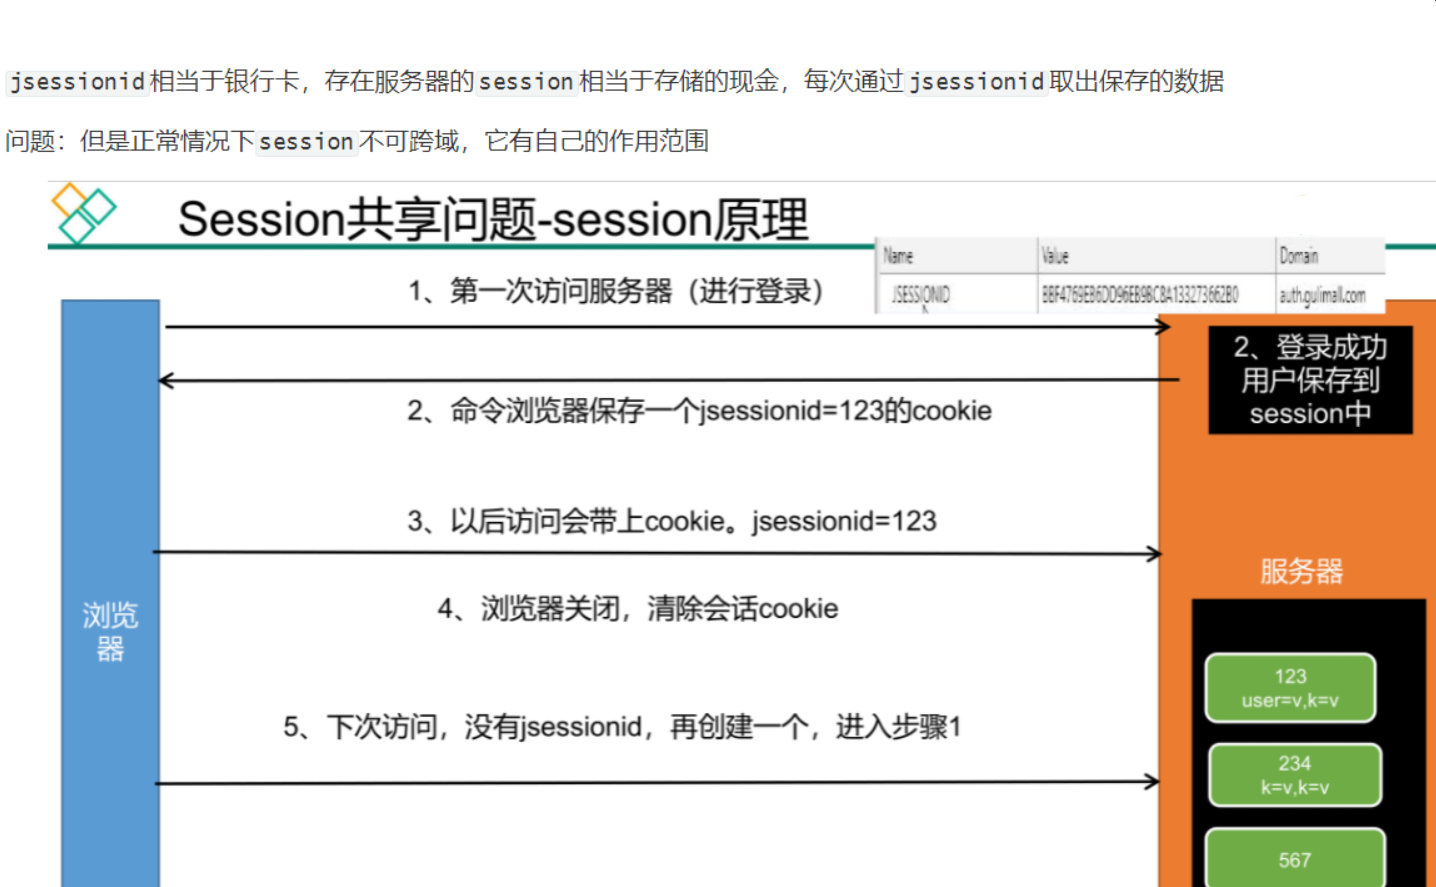 jsessionid相当于银行卡，存在服务器的session相当于存储的现金，每次通过jsessionid取出保存的数据
问题：但是正常情况下session不可跨域，它有自己的作用范围
Session共享问题-session原理
Name Value Domain
JSESSIONID BBF4769EB6DD96EB9BCBA133273662B0 auth.gulimall.com
1、第一次访问服务器（进行登录）
2、登录成功
用户保存到
session中
2、命令浏览器保存一个jsessionid=123的cookie
3、以后访问会带上cookie。jsessionid=123
服务器
4、浏览器关闭，清除会话cookie
浏览
器
123
user=v,k=v
5、下次访问，没有jsessionid，再创建一个，进入步骤1
234
k=v,k=v
567